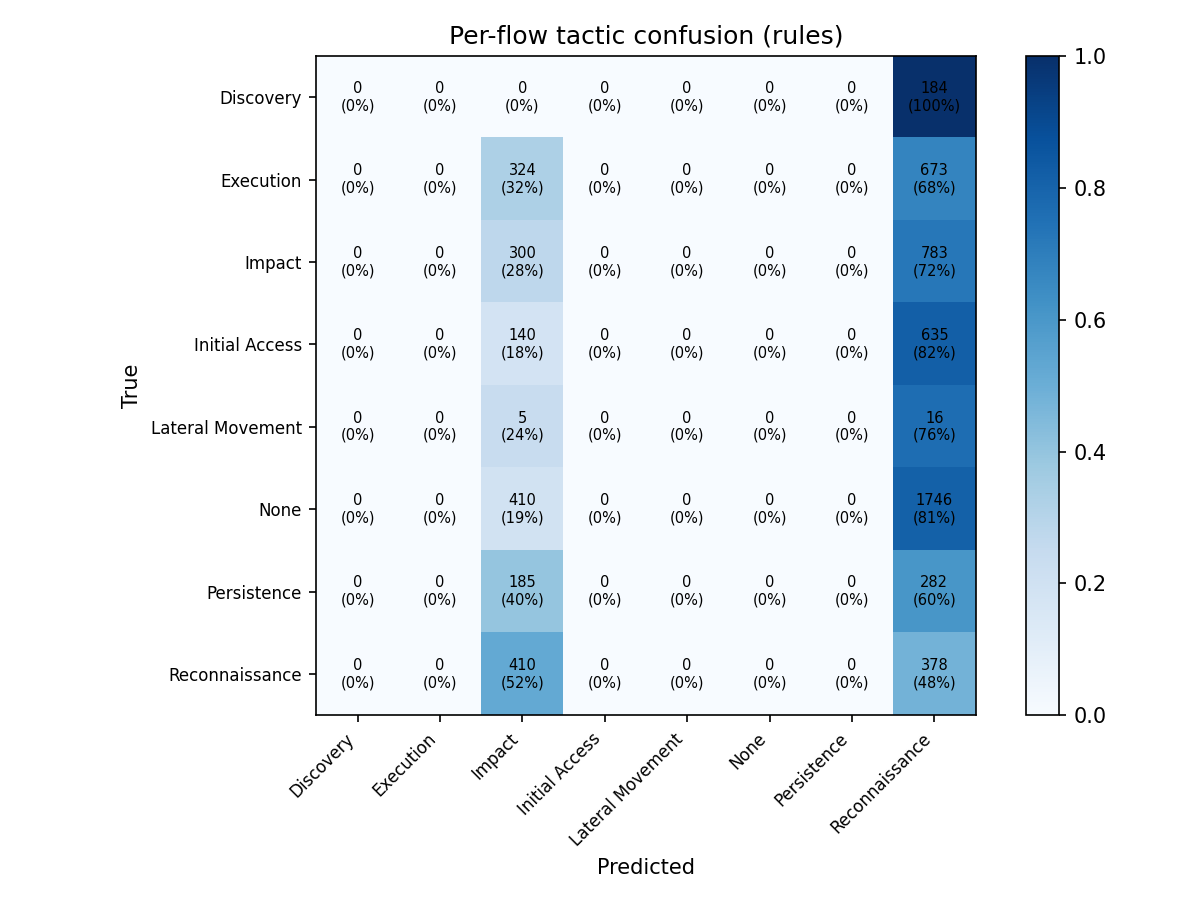 Per-flow tactic confusion (rules)
True
Discovery
0 0 0 0 0 0 0 184
(0%) (0%) (0%) (0%) (0%) (0%) (0%) (100%)
Execution
0 0 324 0 0 0 0 673
(0%) (0%) (32%) (0%) (0%) (0%) (0%) (68%)
Impact
0 0 300 0 0 0 0 783
(0%) (0%) (28%) (0%) (0%) (0%) (0%) (72%)
Initial Access
0 0 140 0 0 0 0 635
(0%) (0%) (18%) (0%) (0%) (0%) (0%) (82%)
Lateral Movement
0 0 5 0 0 0 0 16
(0%) (0%) (24%) (0%) (0%) (0%) (0%) (76%)
None
0 0 410 0 0 0 0 1746
(0%) (0%) (19%) (0%) (0%) (0%) (0%) (81%)
Persistence
0 0 185 0 0 0 0 282
(0%) (0%) (40%) (0%) (0%) (0%) (0%) (60%)
Reconnaissance
0 0 410 0 0 0 0 378
(0%) (0%) (52%) (0%) (0%) (0%) (0%) (48%)
Discovery
Execution
Impact
Initial Access
Lateral Movement
None
Persistence
Reconnaissance
Predicted
1.0
0.8
0.6
0.4
0.2
0.0